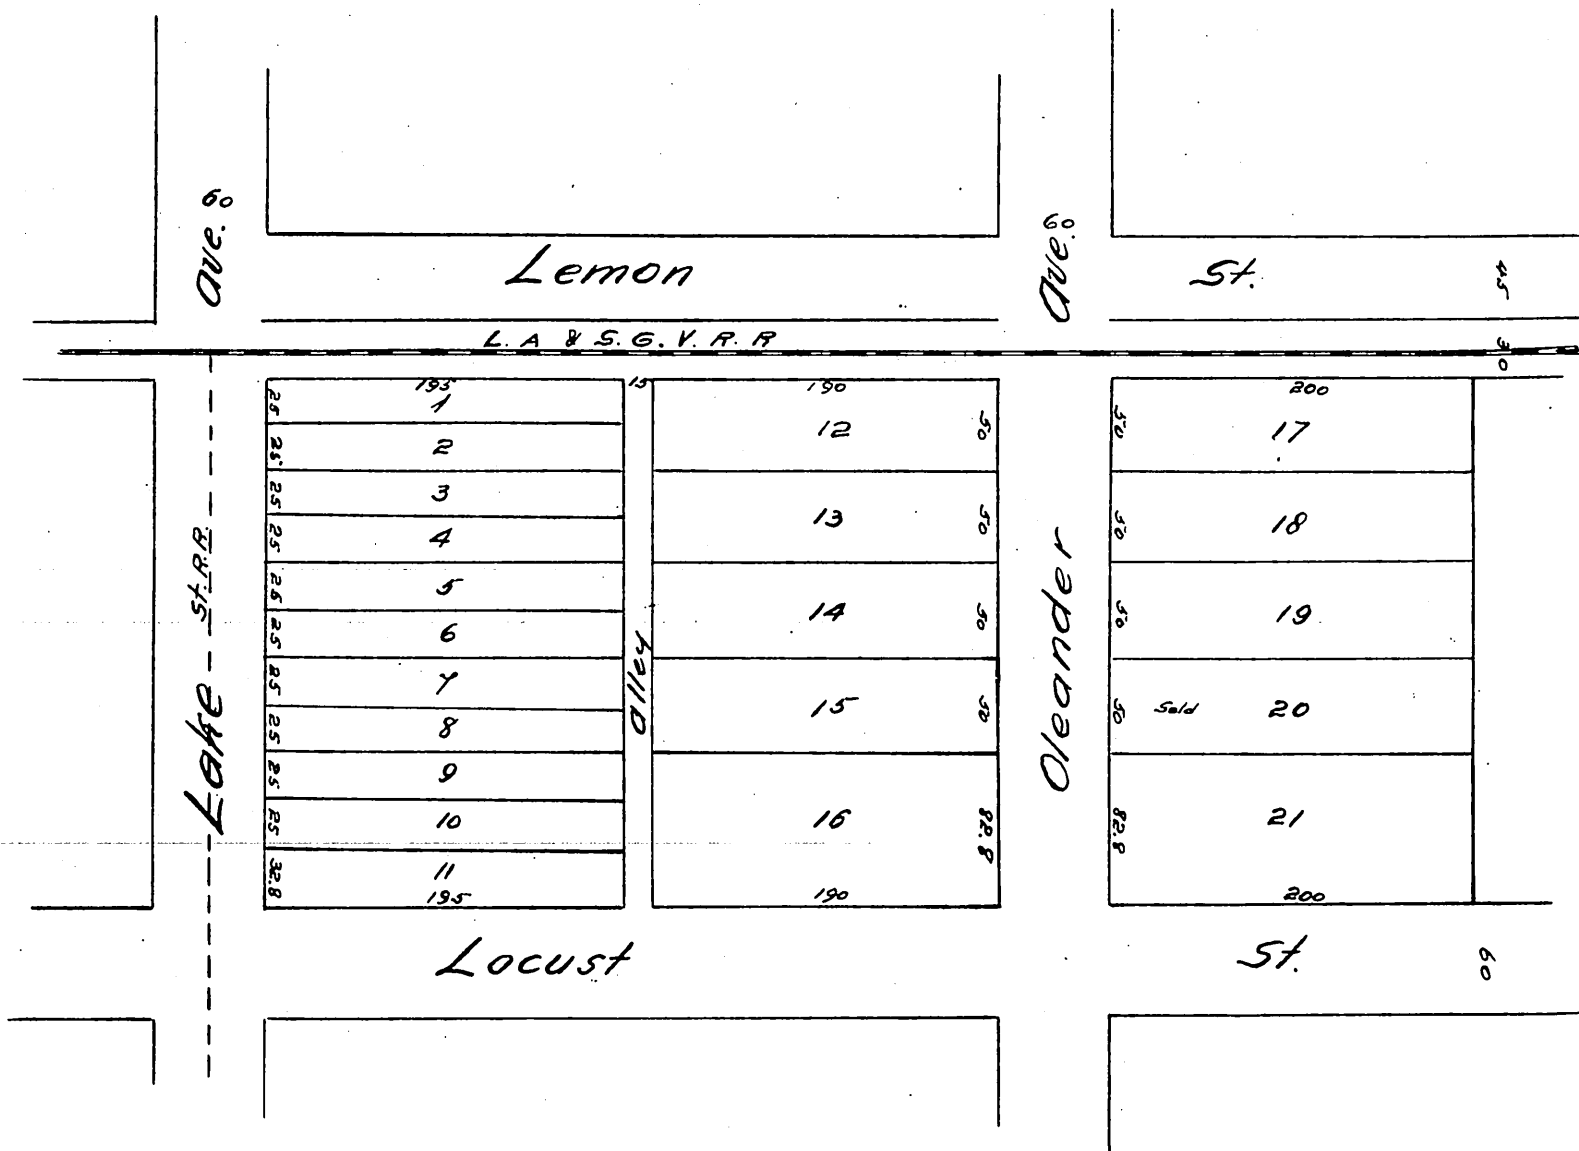 Ave. 60
Lemon St. 45
Ave. 60
L. A & S. G. V. R. R 30
195 15 190 200
25 1
25 2
25 3
25 4
25 5
25 6
25 7
25 8
25 9
25 10
32.8 11
195
12 50
13 50
14 50
15 50
16 82.8
190
50 17
50 18
50 19
50 Sold 20
82.8 21
200
Lake St. R.R.
Alley
Oleander
Locust St. 60